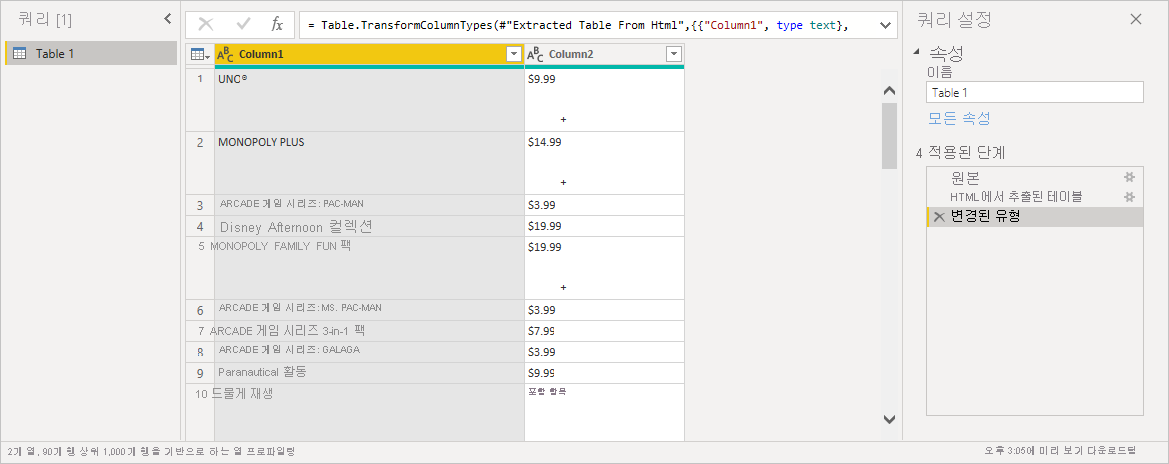 쿼리 [1]
Table 1
fx
= Table.TransformColumnTypes(#"Extracted Table From Html",{{"Column1", type text},
ABC Column1
ABC Column2
1 UNO® $9.99
+
2 MONOPOLY PLUS $14.99
+
3 ARCADE 게임 시리즈: PAC-MAN $3.99
4 Disney Afternoon 컬렉션 $19.99
5 MONOPOLY FAMILY FUN 팩 $19.99
+
6 ARCADE 게임 시리즈: MS. PAC-MAN $3.99
7 ARCADE 게임 시리즈 3-in-1 팩 $7.99
8 ARCADE 게임 시리즈: GALAGA $3.99
9 Paranautical 활동 $9.99
10 드물게 재생 포함 항목
쿼리 설정
속성
이름
Table 1
모든 속성
4 적용된 단계
원본
HTML에서 추출된 테이블
변경된 유형
2개 열, 90개 행 상위 1,000개 행을 기반으로 하는 열 프로파일링
오후 3:05에 미리 보기 다운로드됨